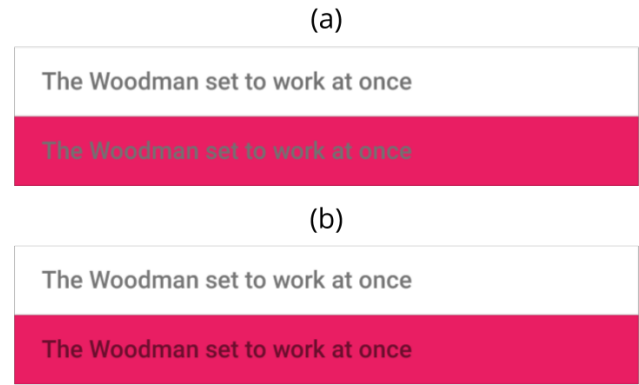 (a)
The Woodman set to work at once
The Woodman set to work at once
(b)
The Woodman set to work at once
The Woodman set to work at once